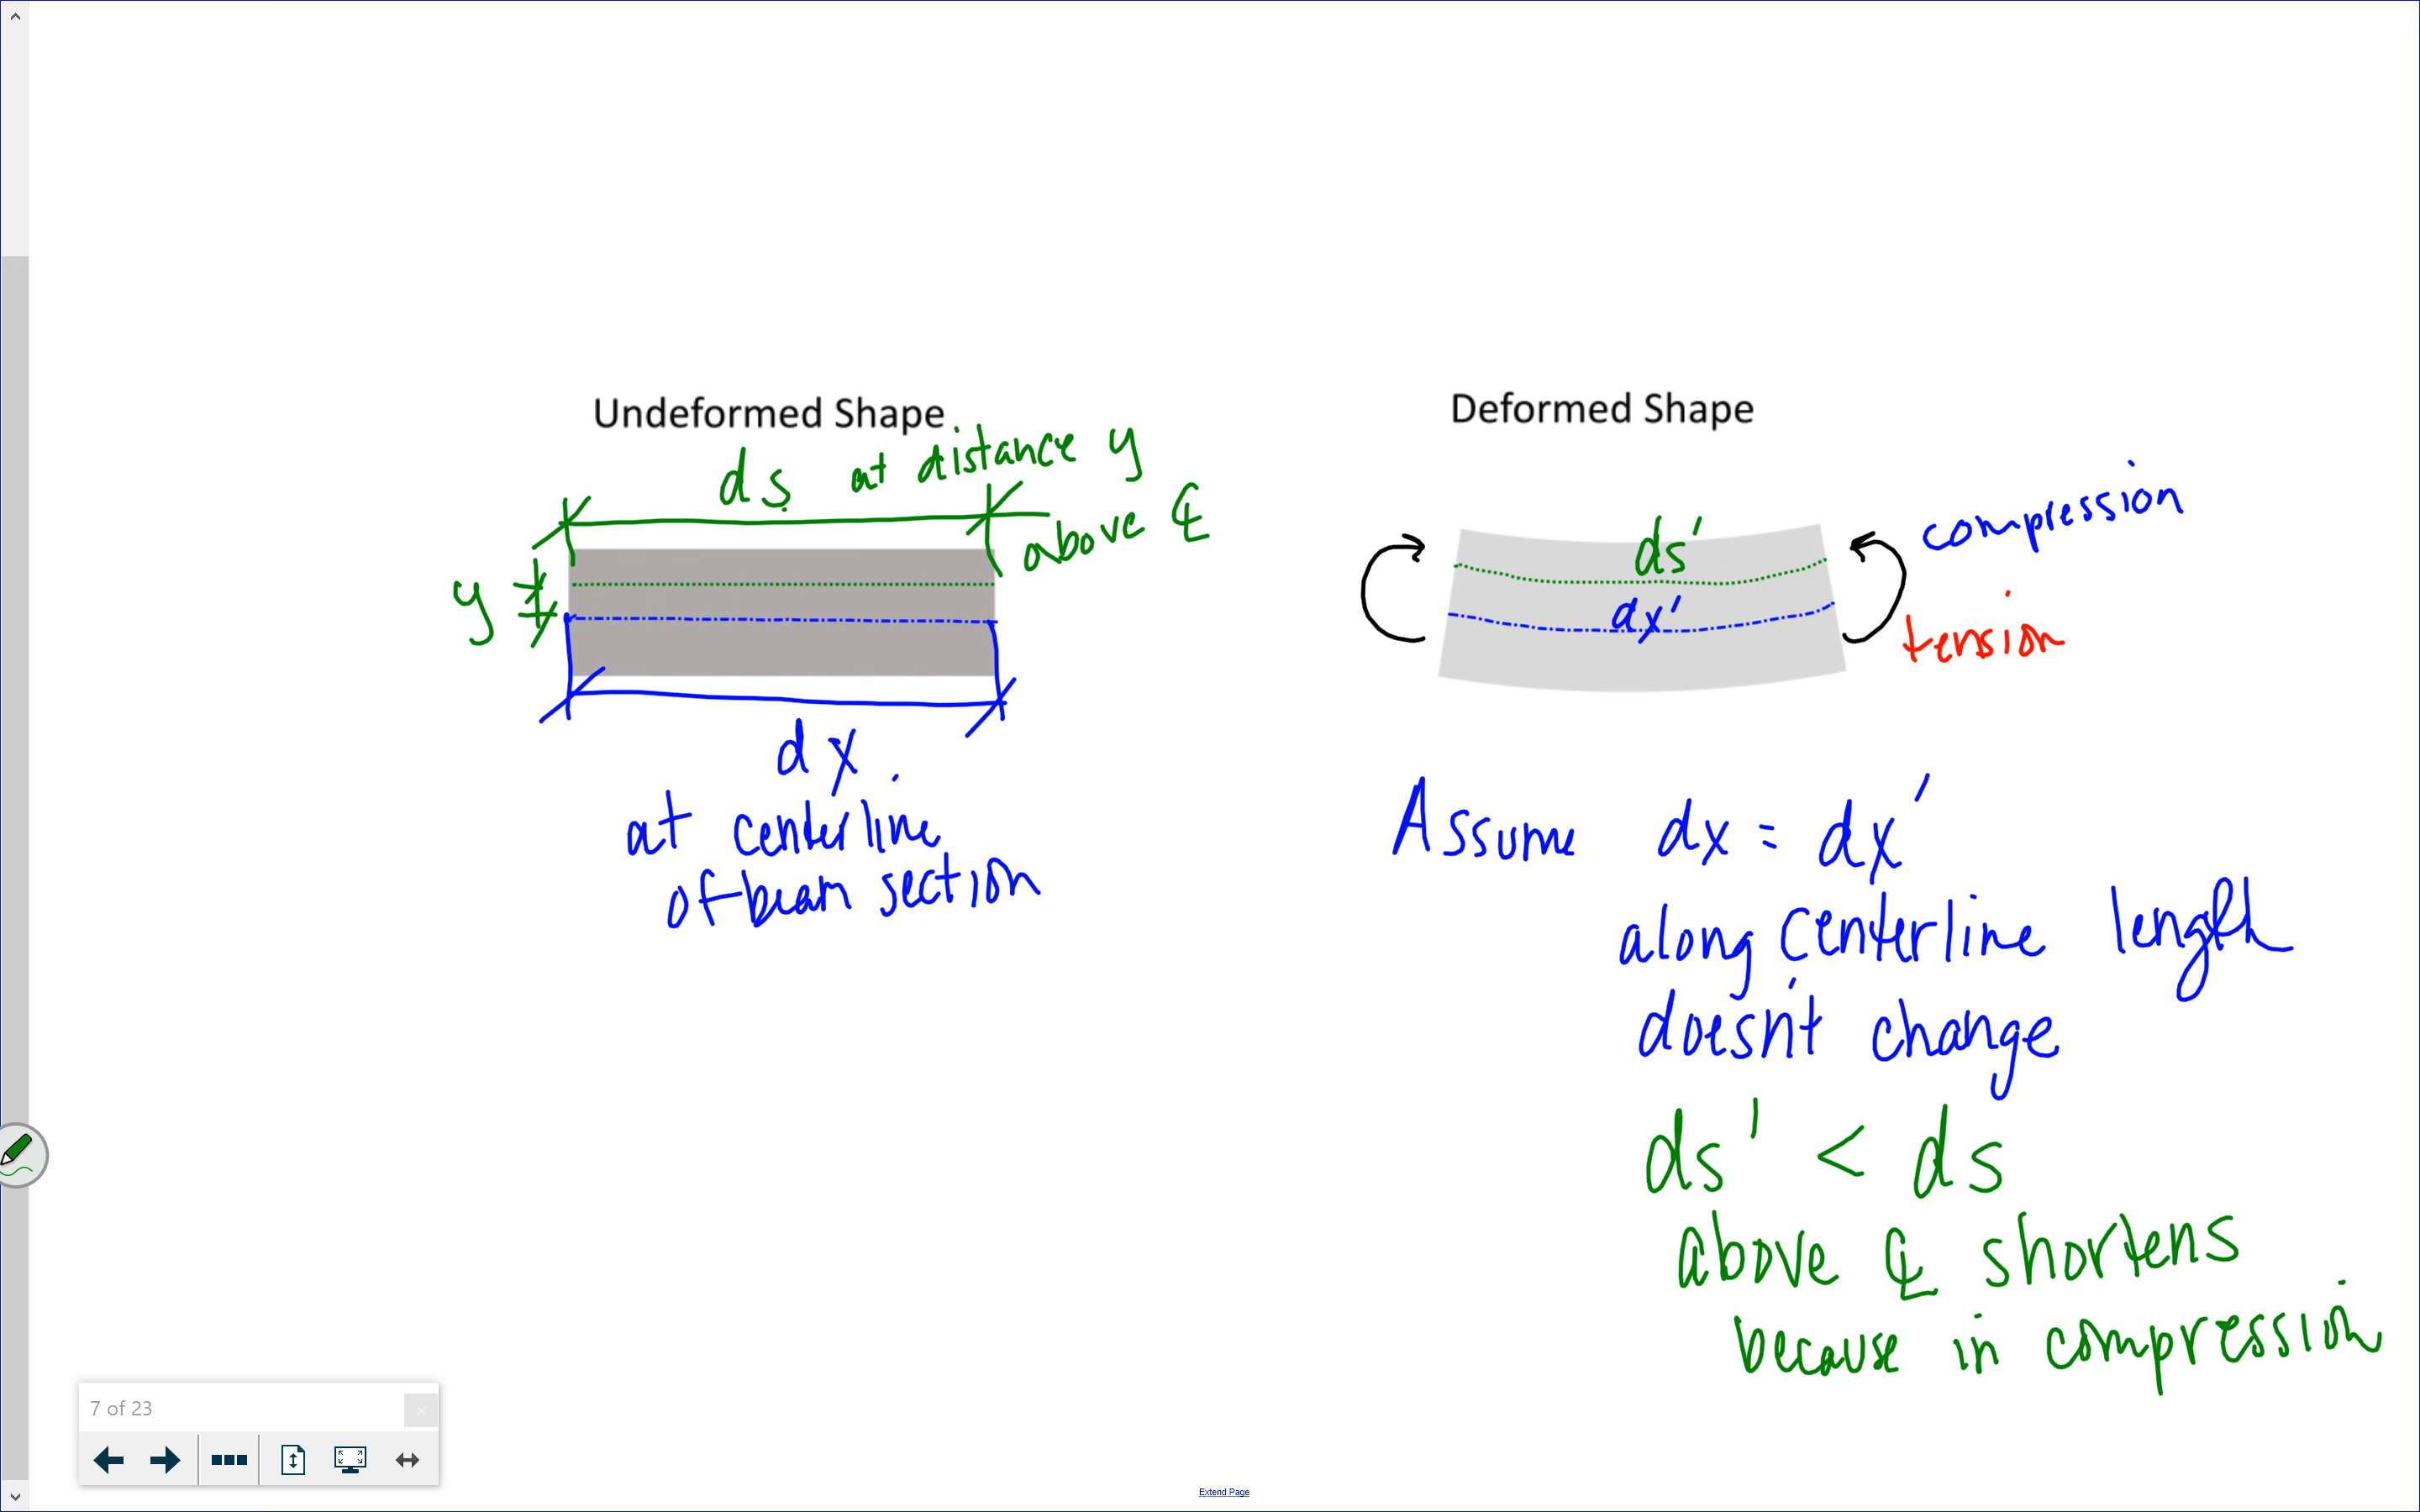 Undeformed Shape
ds at distance y
above ℄
y
dx
at centerline
of beam section
Deformed Shape
ds'
dx'
compression
tension
Assume dx = dx'
along centerline length
doesn't change
ds' < ds
above ℄ shortens
because in compression
7 of 23
Extend Page